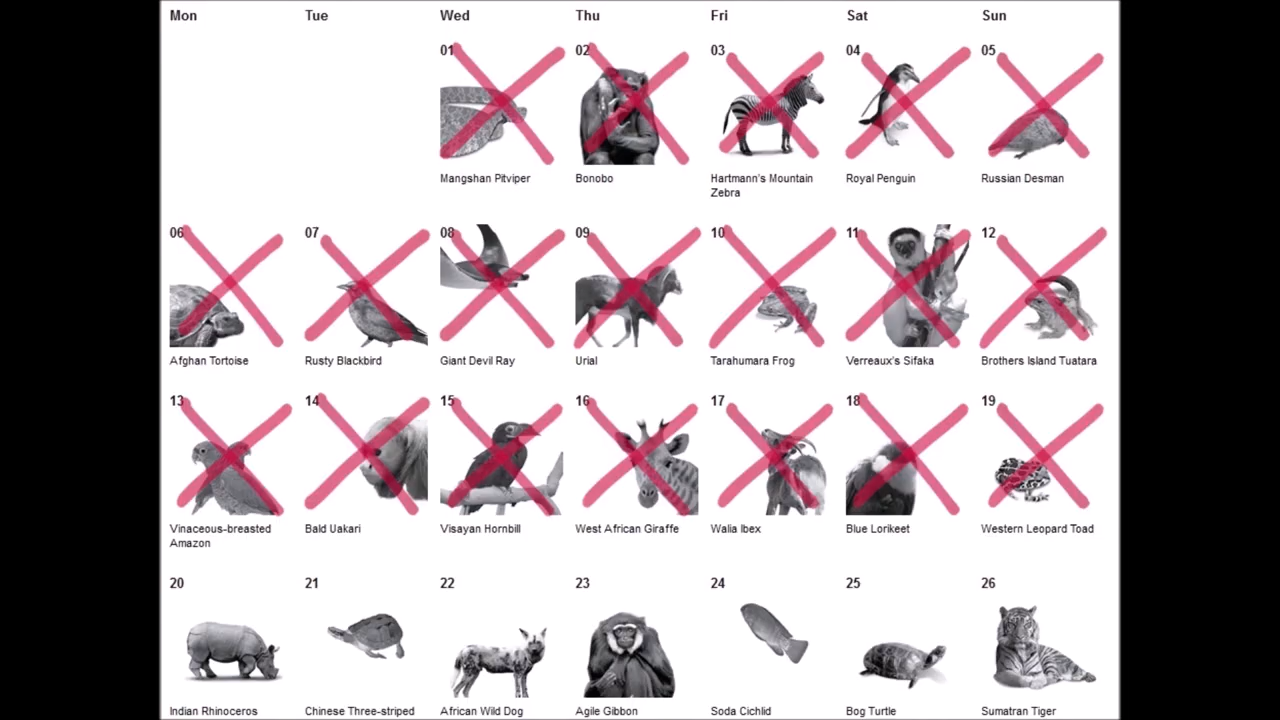 Mon Tue Wed Thu Fri Sat Sun
01 02 03 04 05
Mangshan Pitviper Bonobo Hartmann's Mountain Royal Penguin Russian Desman
Zebra
06 07 08 09 10 11 12
Afghan Tortoise Rusty Blackbird Giant Devil Ray Urial Tarahumara Frog Verreaux's Sifaka Brothers Island Tuatara
13 14 15 16 17 18 19
Vinaceous-breasted Bald Uakari Visayan Hornbill West African Giraffe Walia Ibex Blue Lorikeet Western Leopard Toad
Amazon
20 21 22 23 24 25 26
Indian Rhinoceros Chinese Three-striped African Wild Dog Agile Gibbon Soda Cichlid Bog Turtle Sumatran Tiger